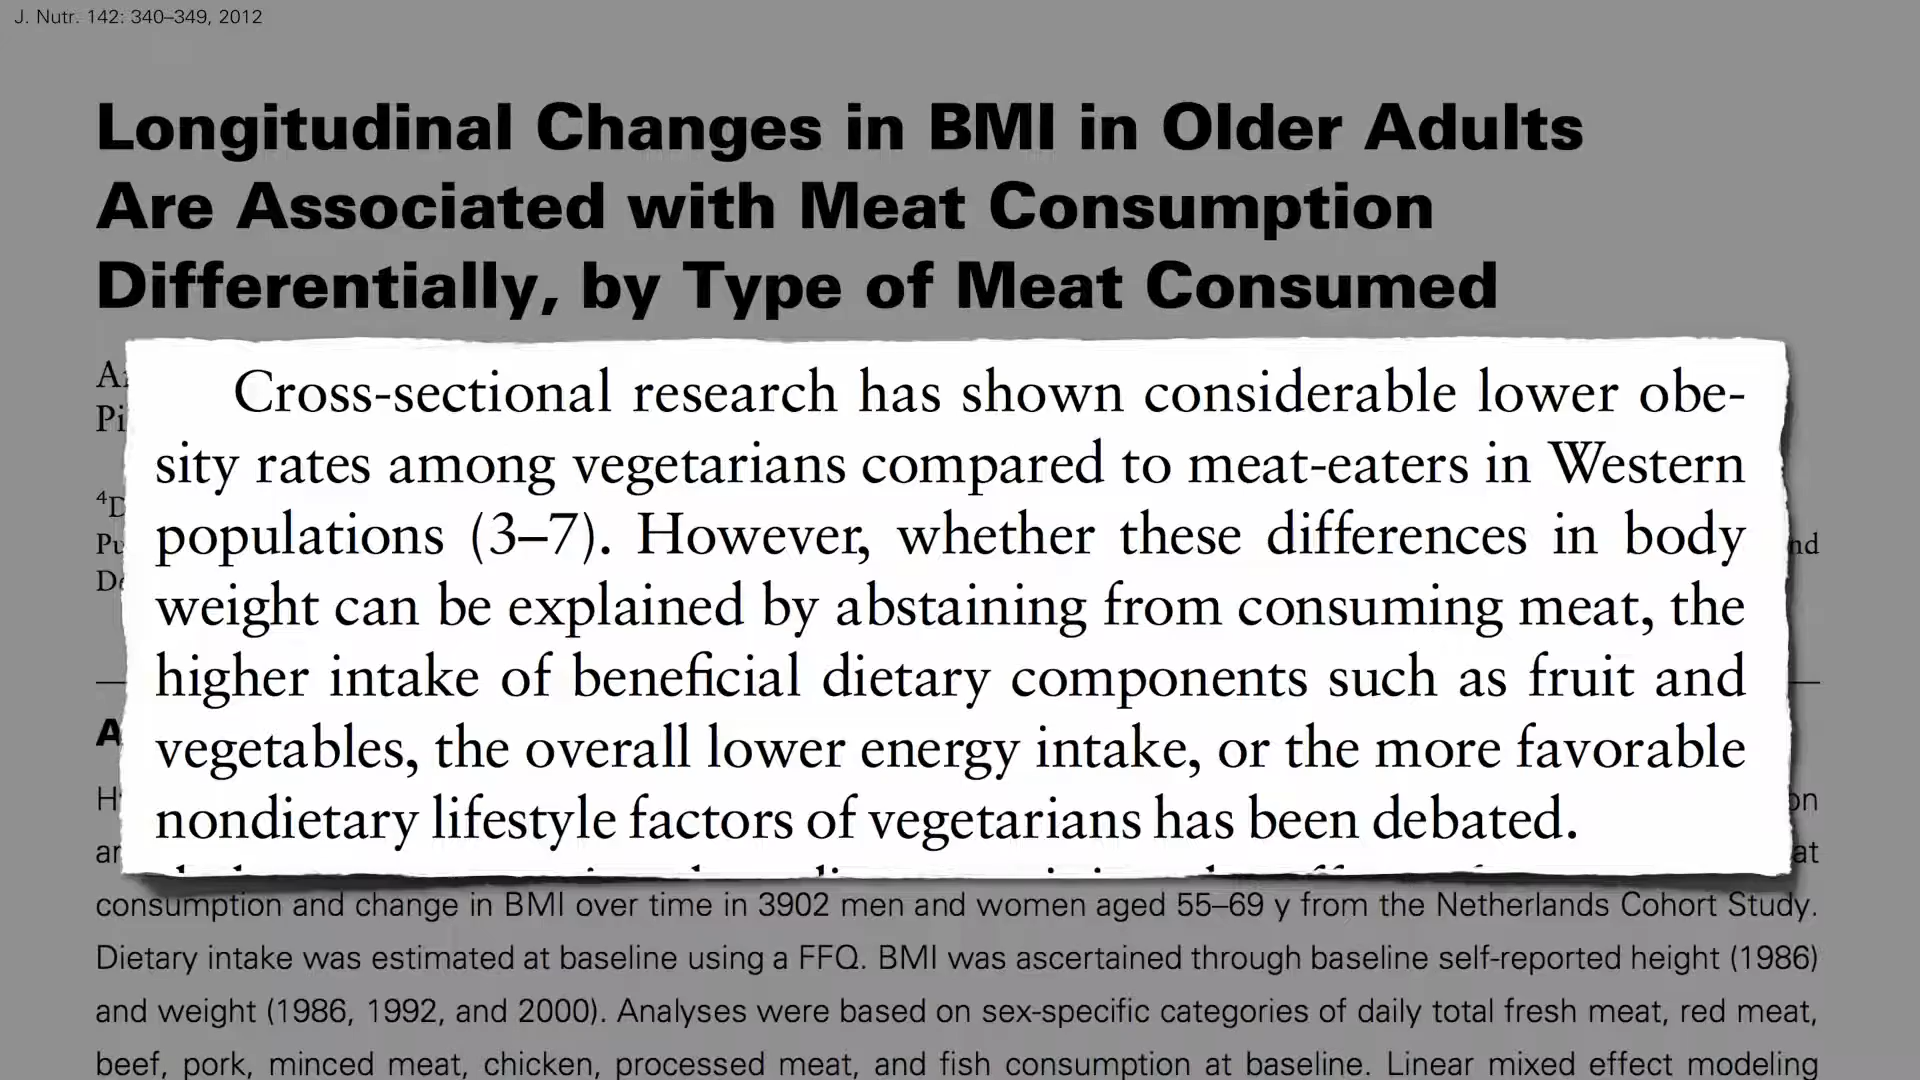 J. Nutr. 142: 340–349, 2012
Longitudinal Changes in BMI in Older Adults
Are Associated with Meat Consumption
Differentially, by Type of Meat Consumed
Cross-sectional research has shown considerable lower obe-
sity rates among vegetarians compared to meat-eaters in Western
populations (3–7). However, whether these differences in body
weight can be explained by abstaining from consuming meat, the
higher intake of beneficial dietary components such as fruit and
vegetables, the overall lower energy intake, or the more favorable
nondietary lifestyle factors of vegetarians has been debated.
consumption and change in BMI over time in 3902 men and women aged 55–69 y from the Netherlands Cohort Study.
Dietary intake was estimated at baseline using a FFQ. BMI was ascertained through baseline self-reported height (1986)
and weight (1986, 1992, and 2000). Analyses were based on sex-specific categories of daily total fresh meat, red meat,
beef, pork, minced meat, chicken, processed meat, and fish consumption at baseline. Linear mixed effect modeling